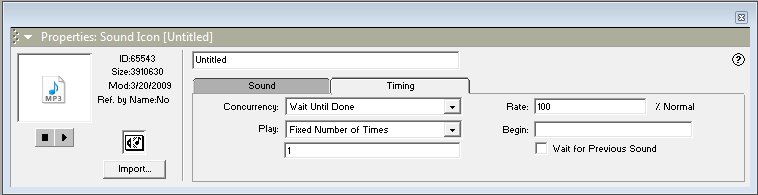 Properties: Sound Icon [Untitled]
ID:65543
Size:3910630
Mod:3/20/2009
Ref. by Name:No
MP3
Import...
Untitled
?
Sound
Timing
Concurrency: Wait Until Done
Rate: 100 % Normal
Play: Fixed Number of Times
Begin:
1
Wait for Previous Sound